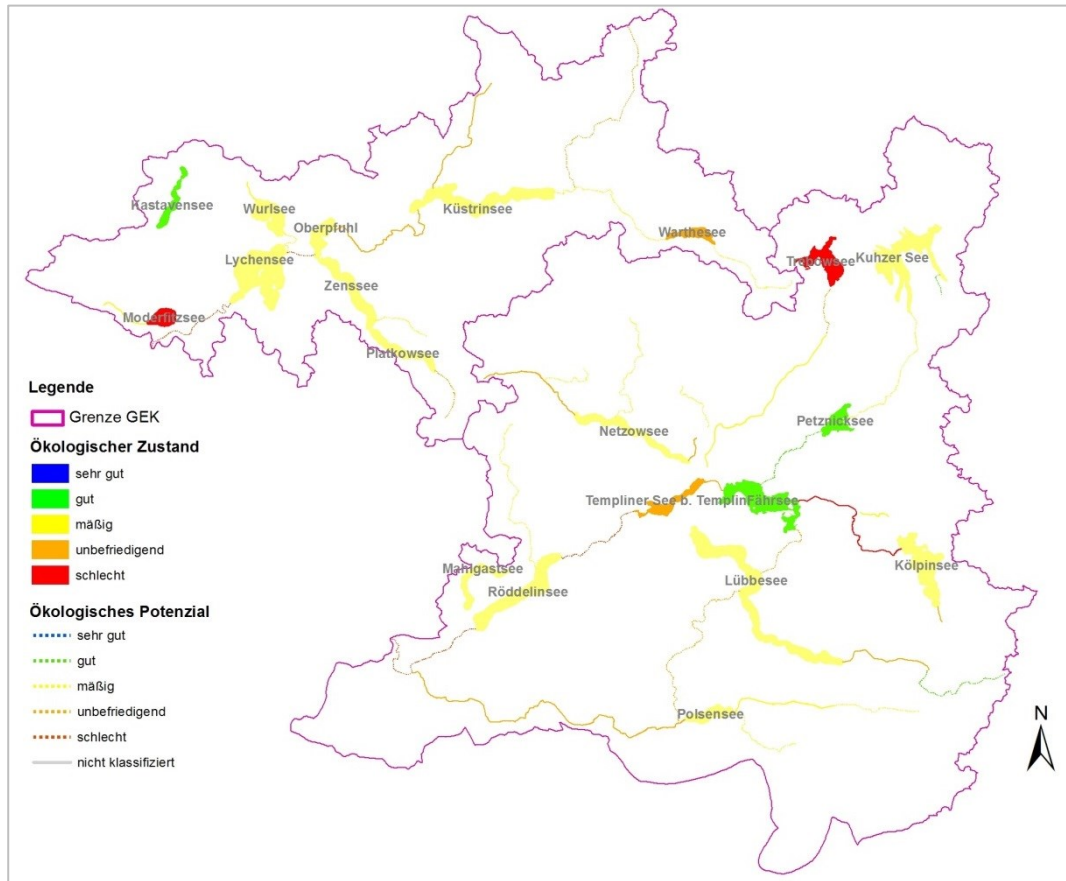 Kastavensee
Wurlsee
Küstrinsee
Oberpfuhl
Warthesee
Lychensee
Trebowsee
Kuhzer See
Zenssee
Moderfitzsee
Platkowsee
Legende
Grenze GEK
Ökologischer Zustand
sehr gut
gut
mäßig
unbefriedigend
schlecht
Ökologisches Potenzial
sehr gut
gut
mäßig
unbefriedigend
schlecht
nicht klassifiziert
Petznicksee
Netzowsee
Templiner See b. Templin
Fährsee
Mahlgastsee
Röddelinsee
Lübbesee
Kölpinsee
Polsensee
N